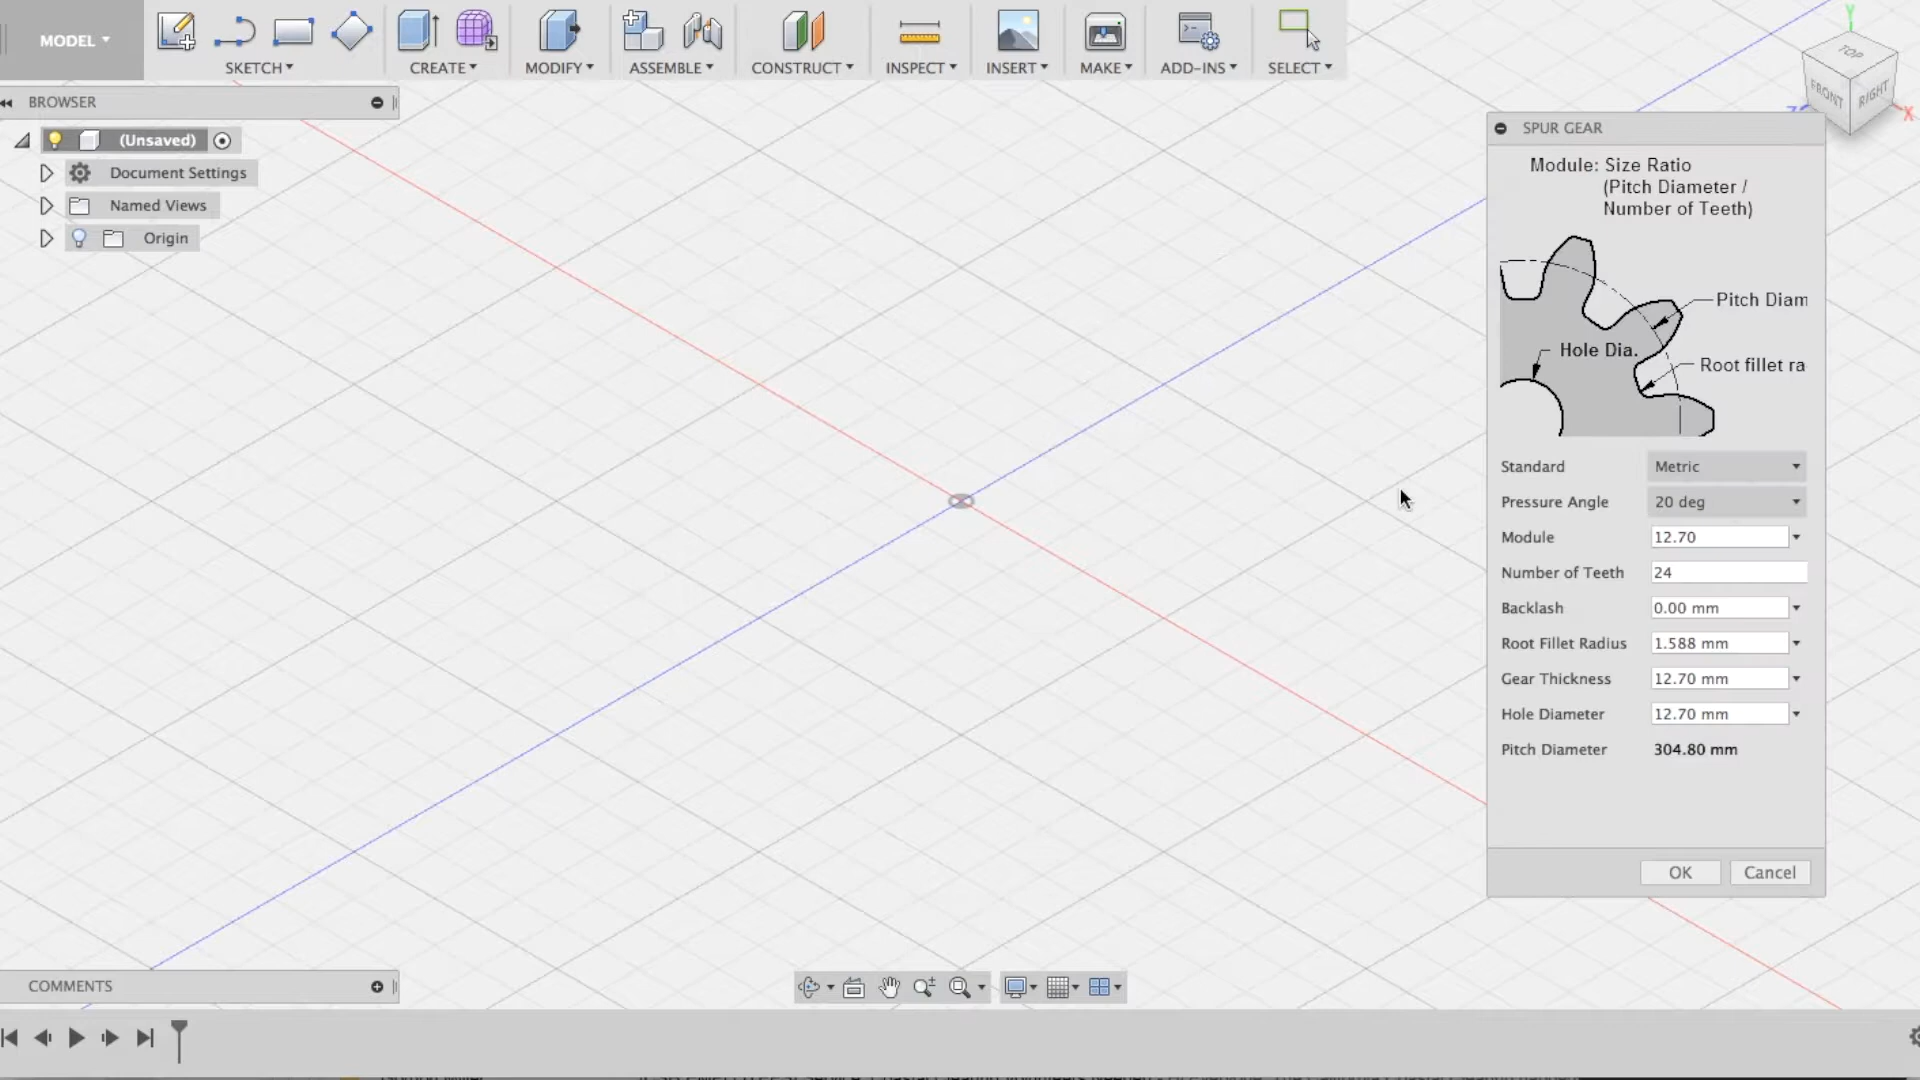 MODEL
SKETCH
CREATE
MODIFY
ASSEMBLE
CONSTRUCT
INSPECT
INSERT
MAKE
ADD-INS
SELECT
Y
TOP
FRONT
RIGHT
X
BROWSER
(Unsaved)
Document Settings
Named Views
Origin
SPUR GEAR
Module: Size Ratio
(Pitch Diameter /
Number of Teeth)
Pitch Diam
Hole Dia.
Root fillet ra
Standard Metric
Pressure Angle 20 deg
Module 12.70
Number of Teeth 24
Backlash 0.00 mm
Root Fillet Radius 1.588 mm
Gear Thickness 12.70 mm
Hole Diameter 12.70 mm
Pitch Diameter 304.80 mm
OK Cancel
COMMENTS